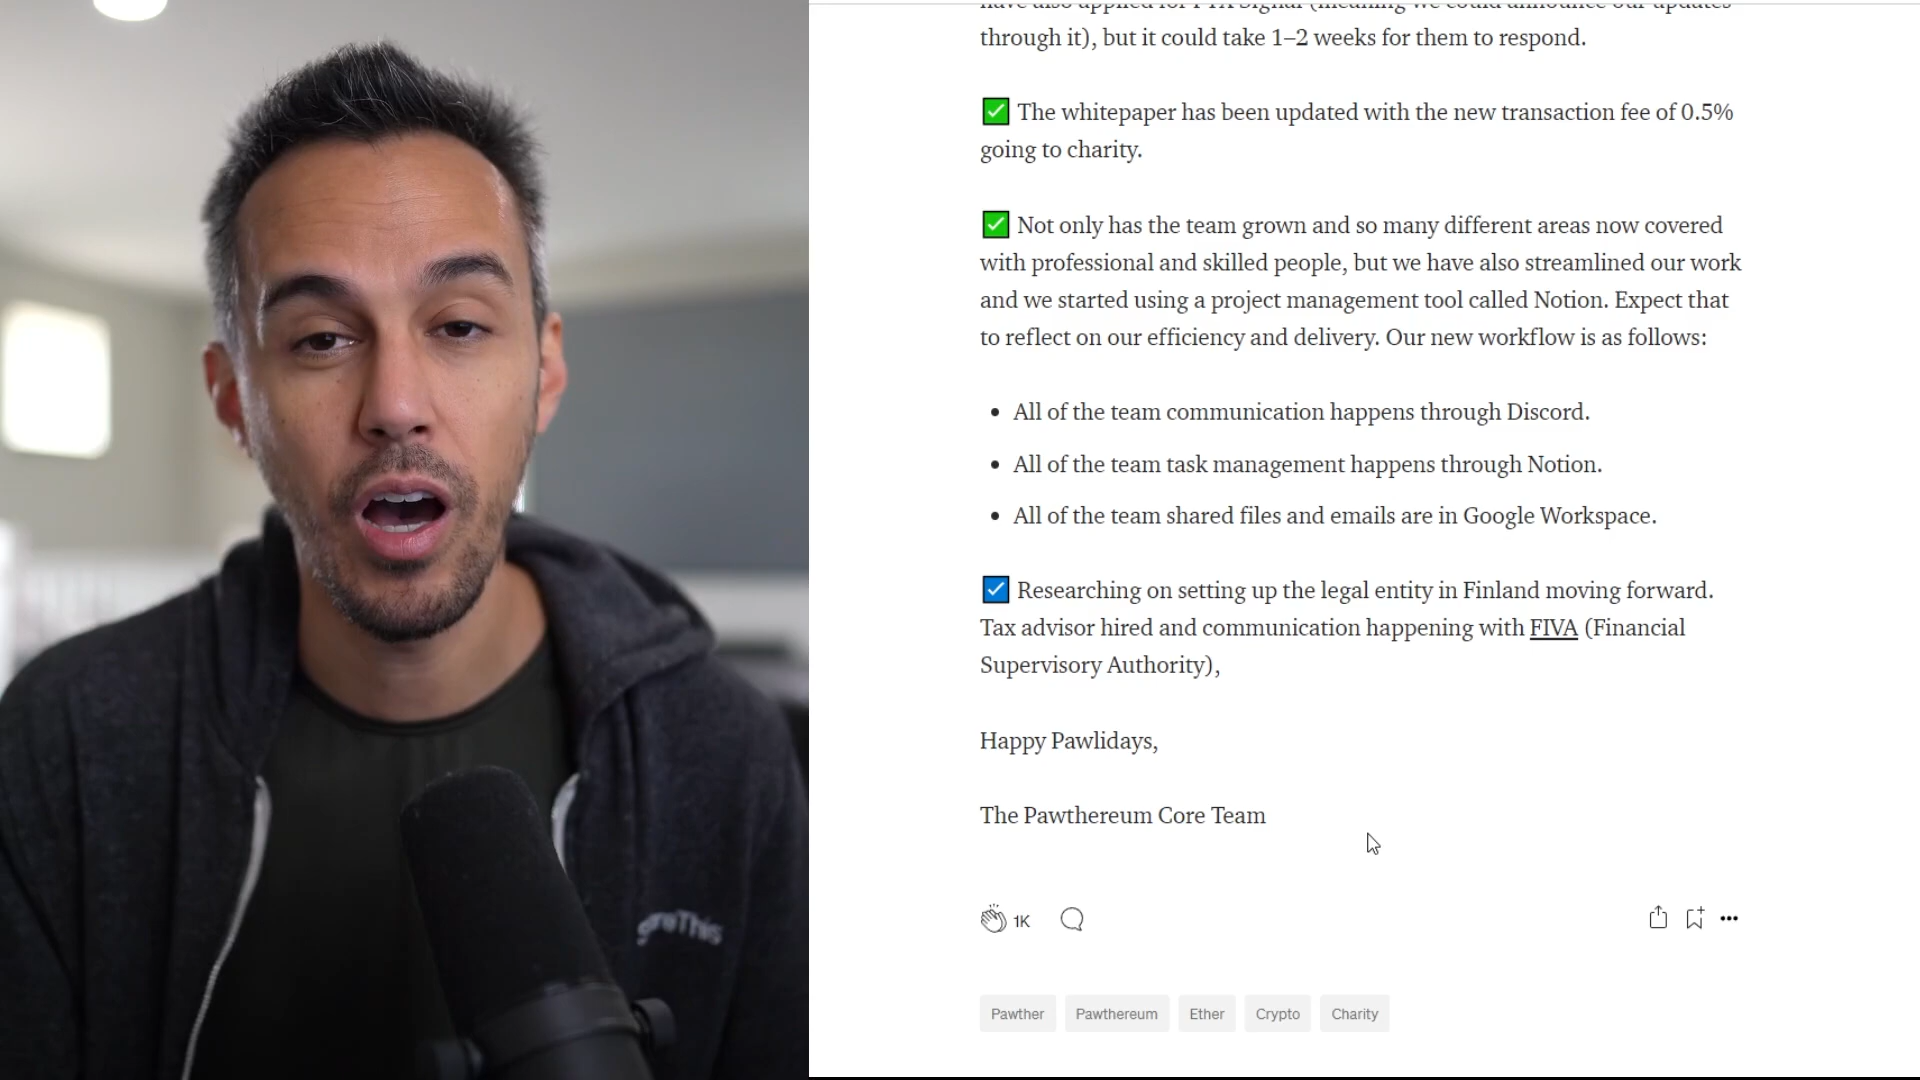 through it), but it could take 1–2 weeks for them to respond.
✅ The whitepaper has been updated with the new transaction fee of 0.5%
going to charity.
✅ Not only has the team grown and so many different areas now covered
with professional and skilled people, but we have also streamlined our work
and we started using a project management tool called Notion. Expect that
to reflect on our efficiency and delivery. Our new workflow is as follows:
• All of the team communication happens through Discord.
• All of the team task management happens through Notion.
• All of the team shared files and emails are in Google Workspace.
☑ Researching on setting up the legal entity in Finland moving forward.
Tax advisor hired and communication happening with FIVA (Financial
Supervisory Authority),
Happy Pawlidays,
The Pawthereum Core Team
1K
Pawther Pawthereum Ether Crypto Charity